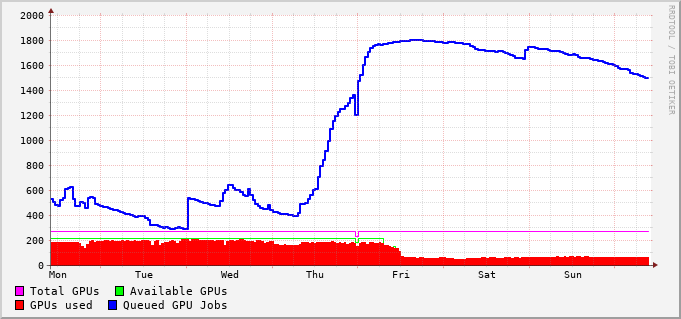 2000
1800
1600
1400
1200
1000
800
600
400
200
0
Mon Tue Wed Thu Fri Sat Sun
Total GPUs Available GPUs
GPUs used Queued GPU Jobs
RRDTOOL / TOBI OETIKER